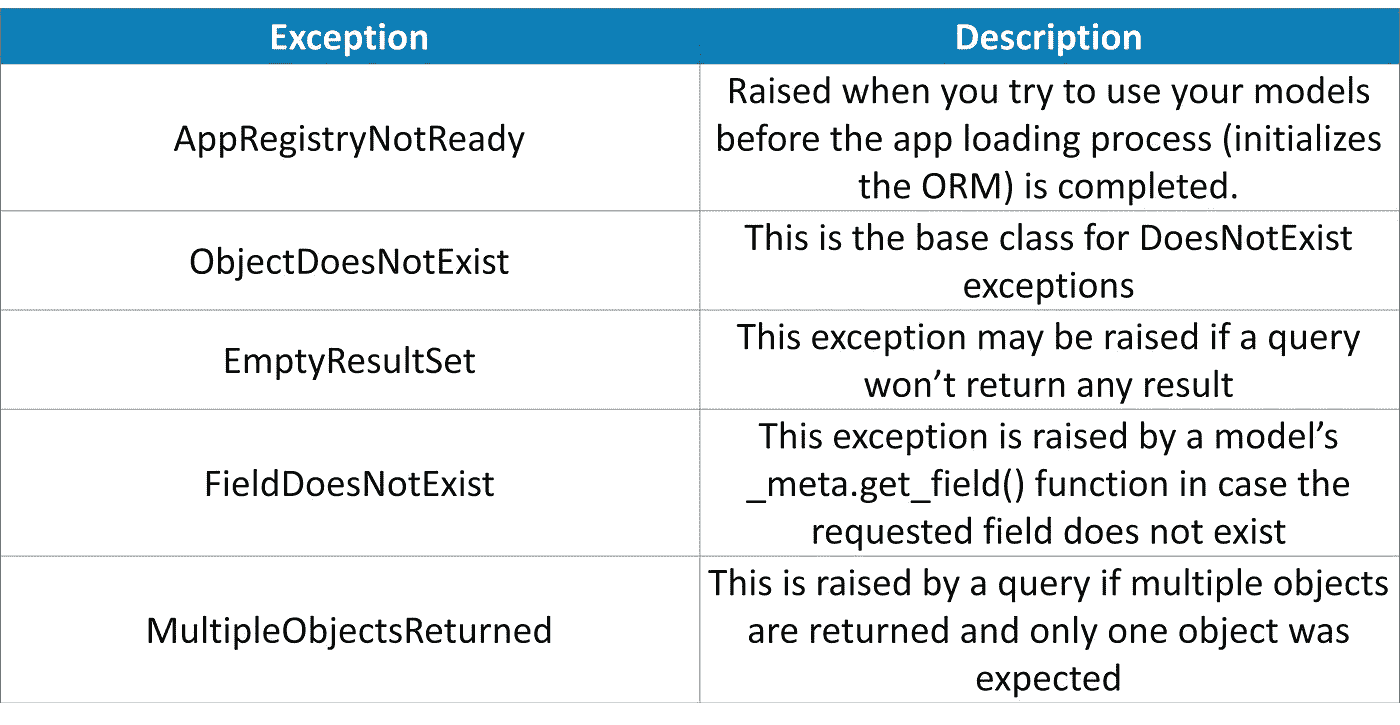 Exception
Description
AppRegistryNotReady
Raised when you try to use your models
before the app loading process (initializes
the ORM) is completed.
ObjectDoesNotExist
This is the base class for DoesNotExist
exceptions
EmptyResultSet
This exception may be raised if a query
won’t return any result
FieldDoesNotExist
This exception is raised by a model’s
_meta.get_field() function in case the
requested field does not exist
MultipleObjectsReturned
This is raised by a query if multiple objects
are returned and only one object was
expected